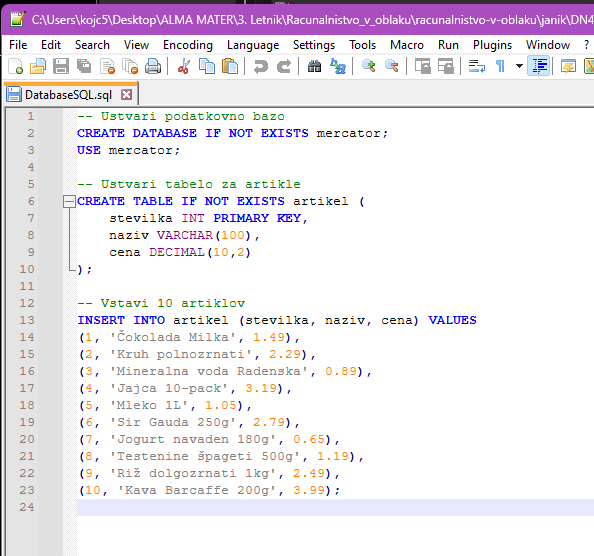 C:\Users\kojc5\Desktop\ALMA MATER\3. Letnik\Racunalnistvo_v_oblaku\racunalnistvo-v-oblaku\janik\DN4
File Edit Search View Encoding Language Settings Tools Macro Run Plugins Window ?
DatabaseSQL.sql
1 -- Ustvari podatkovno bazo
2 CREATE DATABASE IF NOT EXISTS mercator;
3 USE mercator;
4
5 -- Ustvari tabelo za artikle
6 CREATE TABLE IF NOT EXISTS artikel (
7 stevilka INT PRIMARY KEY,
8 naziv VARCHAR(100),
9 cena DECIMAL(10,2)
10 );
11
12 -- Vstavi 10 artiklov
13 INSERT INTO artikel (stevilka, naziv, cena) VALUES
14 (1, 'Čokolada Milka', 1.49),
15 (2, 'Kruh polnozrnati', 2.29),
16 (3, 'Mineralna voda Radenska', 0.89),
17 (4, 'Jajca 10-pack', 3.19),
18 (5, 'Mleko 1L', 1.05),
19 (6, 'Sir Gauda 250g', 2.79),
20 (7, 'Jogurt navaden 180g', 0.65),
21 (8, 'Testenine špageti 500g', 1.19),
22 (9, 'Riž dolgozrnati 1kg', 2.49),
23 (10, 'Kava Barcaffe 200g', 3.99);
24